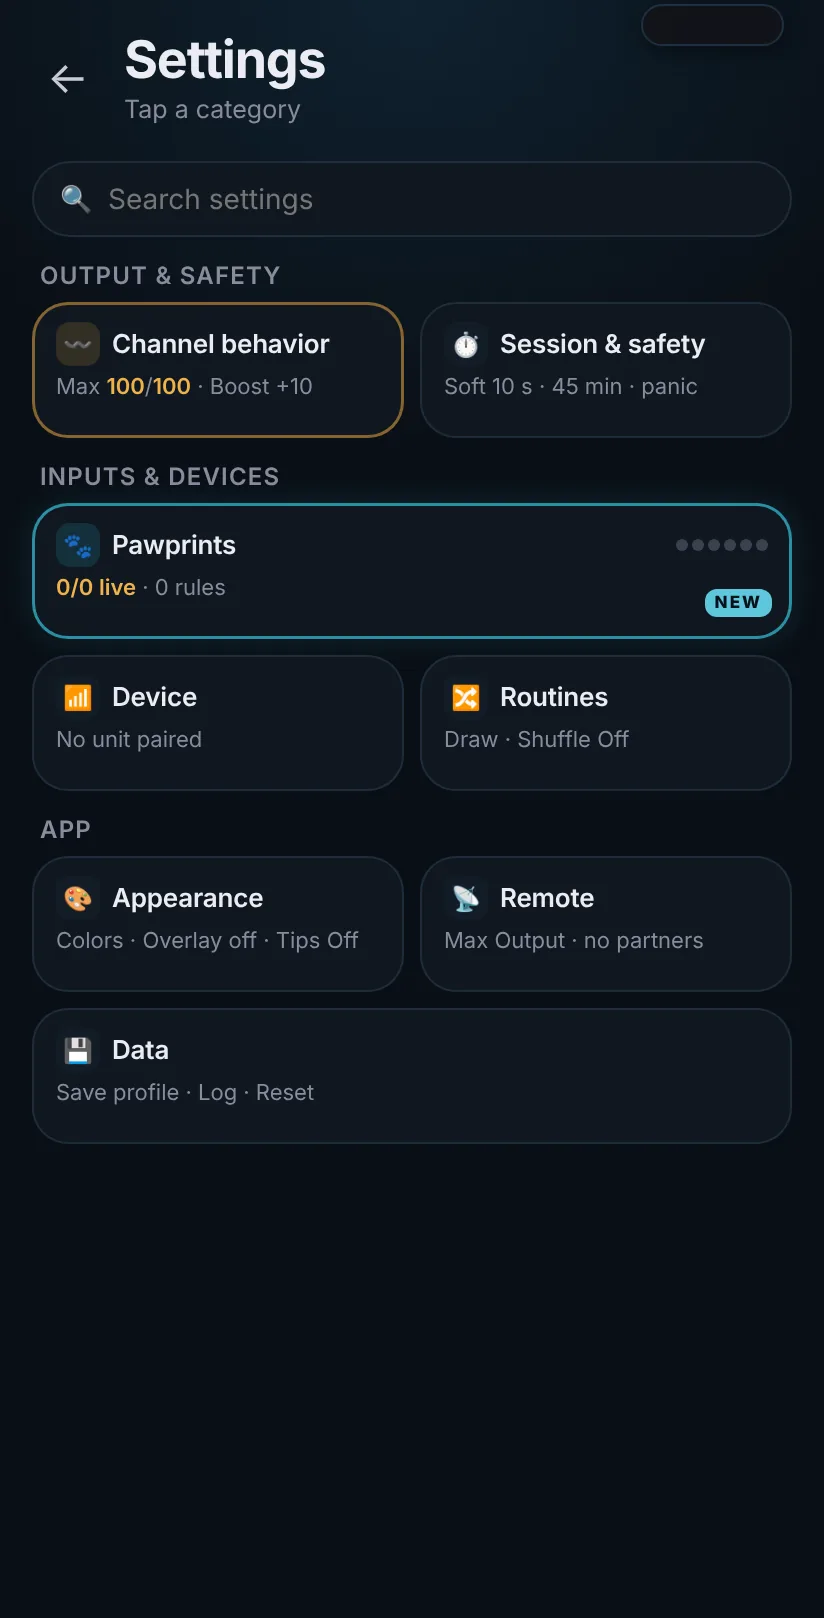 Settings
Tap a category
Search settings
OUTPUT & SAFETY
Channel behavior
Max 100/100 · Boost +10
Session & safety
Soft 10 s · 45 min · panic
INPUTS & DEVICES
Pawprints
0/0 live · 0 rules
NEW
Device
No unit paired
Routines
Draw · Shuffle Off
APP
Appearance
Colors · Overlay off · Tips Off
Remote
Max Output · no partners
Data
Save profile · Log · Reset